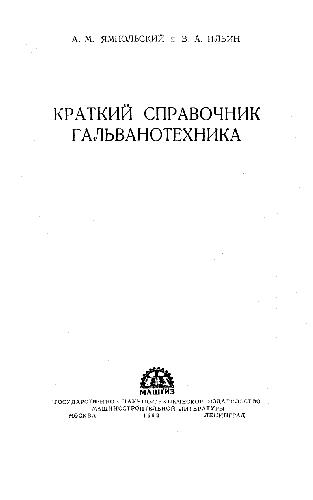 А. М. ЯМПОЛЬСКИЙ и В. А. ИЛЬИН
КРАТКИЙ СПРАВОЧНИК
ГАЛЬВАНОТЕХНИКА
МАШГИЗ
ГОСУДАРСТВЕННОЕ НАУЧНО-ТЕХНИЧЕСКОЕ ИЗДАТЕЛЬСТВО
МАШИНОСТРОИТЕЛЬНОЙ ЛИТЕРАТУРЫ
МОСКВА ЛЕНИНГРАД